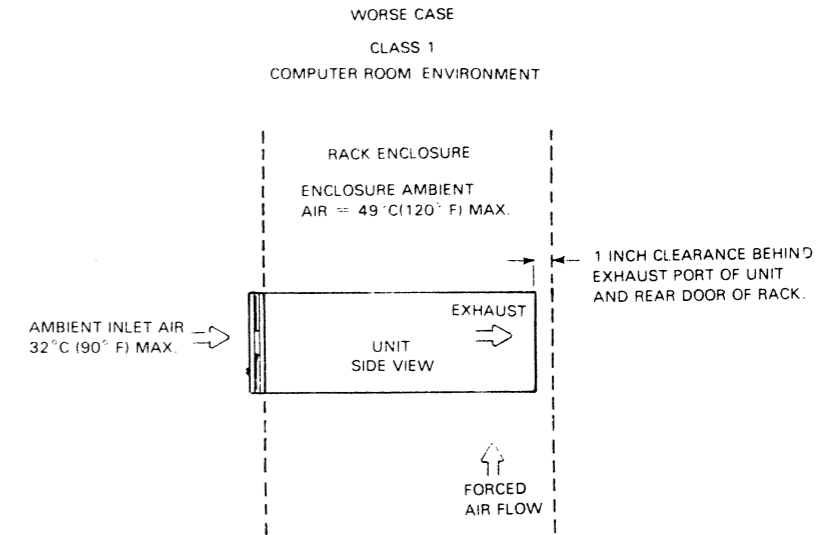 WORSE CASE
CLASS 1
COMPUTER ROOM ENVIRONMENT
RACK ENCLOSURE
ENCLOSURE AMBIENT
AIR = 49°C(120° F) MAX.
1 INCH CLEARANCE BEHIND
EXHAUST PORT OF UNIT
AND REAR DOOR OF RACK.
EXHAUST
AMBIENT INLET AIR
32°C (90° F) MAX.
UNIT
SIDE VIEW
FORCED
AIR FLOW